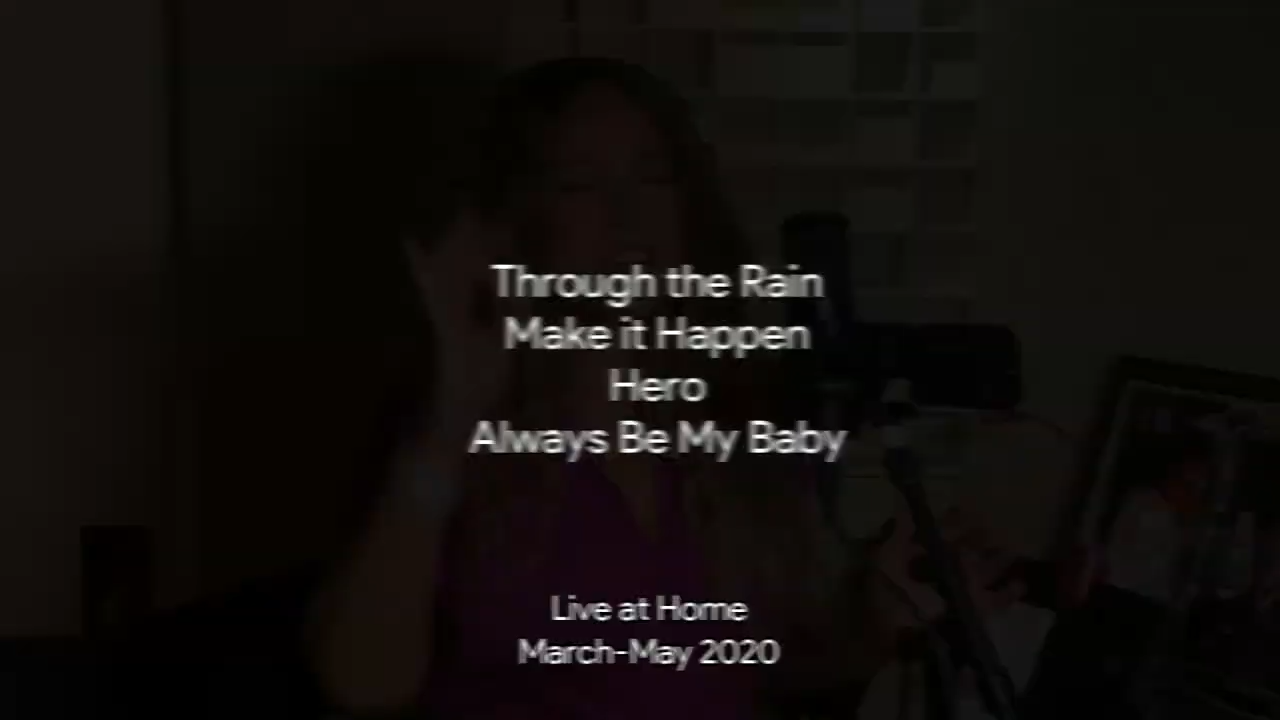 Through the Rain
Make it Happen
Hero
Always Be My Baby
Live at Home
March-May 2020